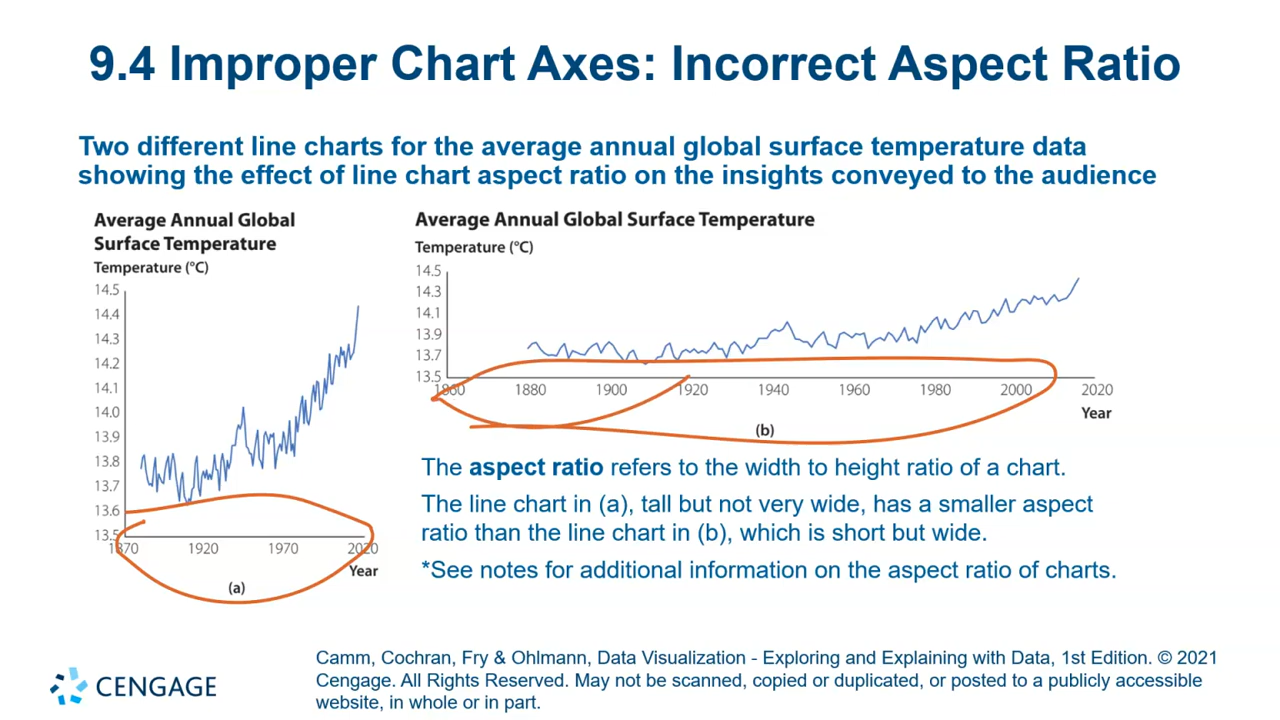 9.4 Improper Chart Axes: Incorrect Aspect Ratio
Two different line charts for the average annual global surface temperature data
showing the effect of line chart aspect ratio on the insights conveyed to the audience
Average Annual Global
Surface Temperature
Temperature (°C)
14.5
14.4
14.3
14.2
14.1
14.0
13.9
13.8
13.7
13.6
13.5
1870 1920 1970 2020
Year
(a)
Average Annual Global Surface Temperature
Temperature (°C)
14.5
14.3
14.1
13.9
13.7
13.5
1860 1880 1900 1920 1940 1960 1980 2000 2020
Year
(b)
The aspect ratio refers to the width to height ratio of a chart.
The line chart in (a), tall but not very wide, has a smaller aspect
ratio than the line chart in (b), which is short but wide.
*See notes for additional information on the aspect ratio of charts.
CENGAGE
Camm, Cochran, Fry & Ohlmann, Data Visualization - Exploring and Explaining with Data, 1st Edition. © 2021
Cengage. All Rights Reserved. May not be scanned, copied or duplicated, or posted to a publicly accessible
website, in whole or in part.